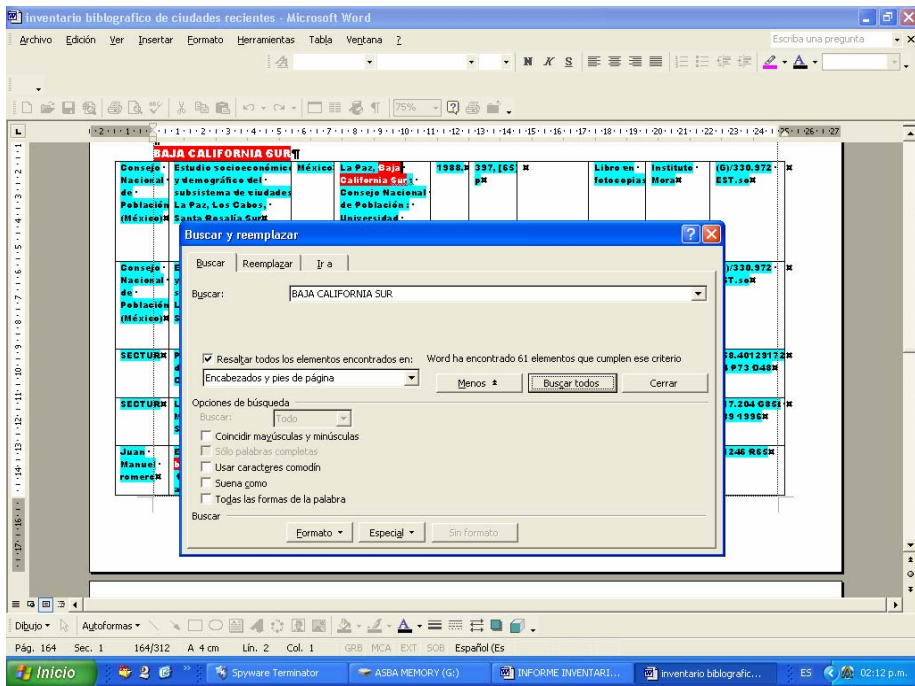 inventario biblografico de ciudades recientes - Microsoft Word
Archivo Edición Ver Insertar Formato Herramientas Tabla Ventana ? Escriba una pregunta
N K S
75%
BAJA CALIFORNIA SUR¶
Consejo Nacional de Población (México)¤ Estudio socioeconómico y demográfico del subsistema de ciudades La Paz, Los Cabos, Santa Rosalía Sur¤ México La Paz, Baja California Sur: Consejo Nacional de Población : Universidad 1988.¤ 397, [65] p¤ ¤ Libro en fotocopias Instituto Mora¤ (G)/330.972 EST.so¤ ¤
Buscar y reemplazar
Buscar Reemplazar Ir a
Consejo Nacional de Población (México)¤
Buscar: BAJA CALIFORNIA SUR
SECTUR¤
Resaltar todos los elementos encontrados en: Word ha encontrado 61 elementos que cumplen ese criterio
Encabezados y pies de página Menos Buscar todos Cerrar
SECTUR¤
Opciones de búsqueda
Buscar: Todo
Coincidir mayúsculas y minúsculas
Sólo palabras completas
Juan Manuel romero¤
Usar caracteres comodín
Suena como
Todas las formas de la palabra
Buscar
Formato Especial Sin formato
Dibujo Autoformas
Pág. 164 Sec. 1 164/312 A 4 cm Lín. 2 Col. 1 GRB MCA EXT SOB Español (Es
Inicio 2 Spyware Terminator ASBA MEMORY (G:) INFORME INVENTARI... inventario bibliografic... ES 02:12 p.m.